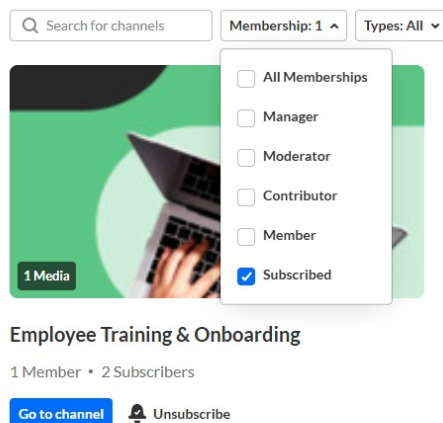 Search for channels
Membership: 1
Types: All
All Memberships
Manager
Moderator
Contributor
Member
Subscribed
1 Media
Employee Training & Onboarding
1 Member • 2 Subscribers
Go to channel
Unsubscribe